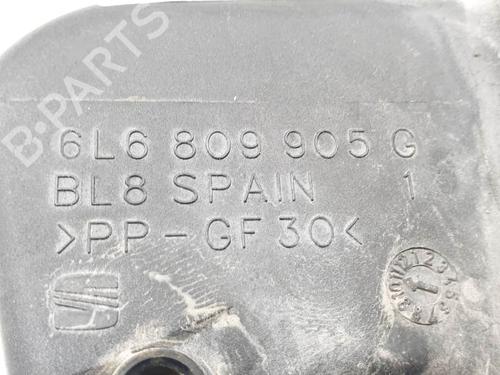 B-PARTS
6L6 809 905 G
BL8 SPAIN 1
>PP-GF30<